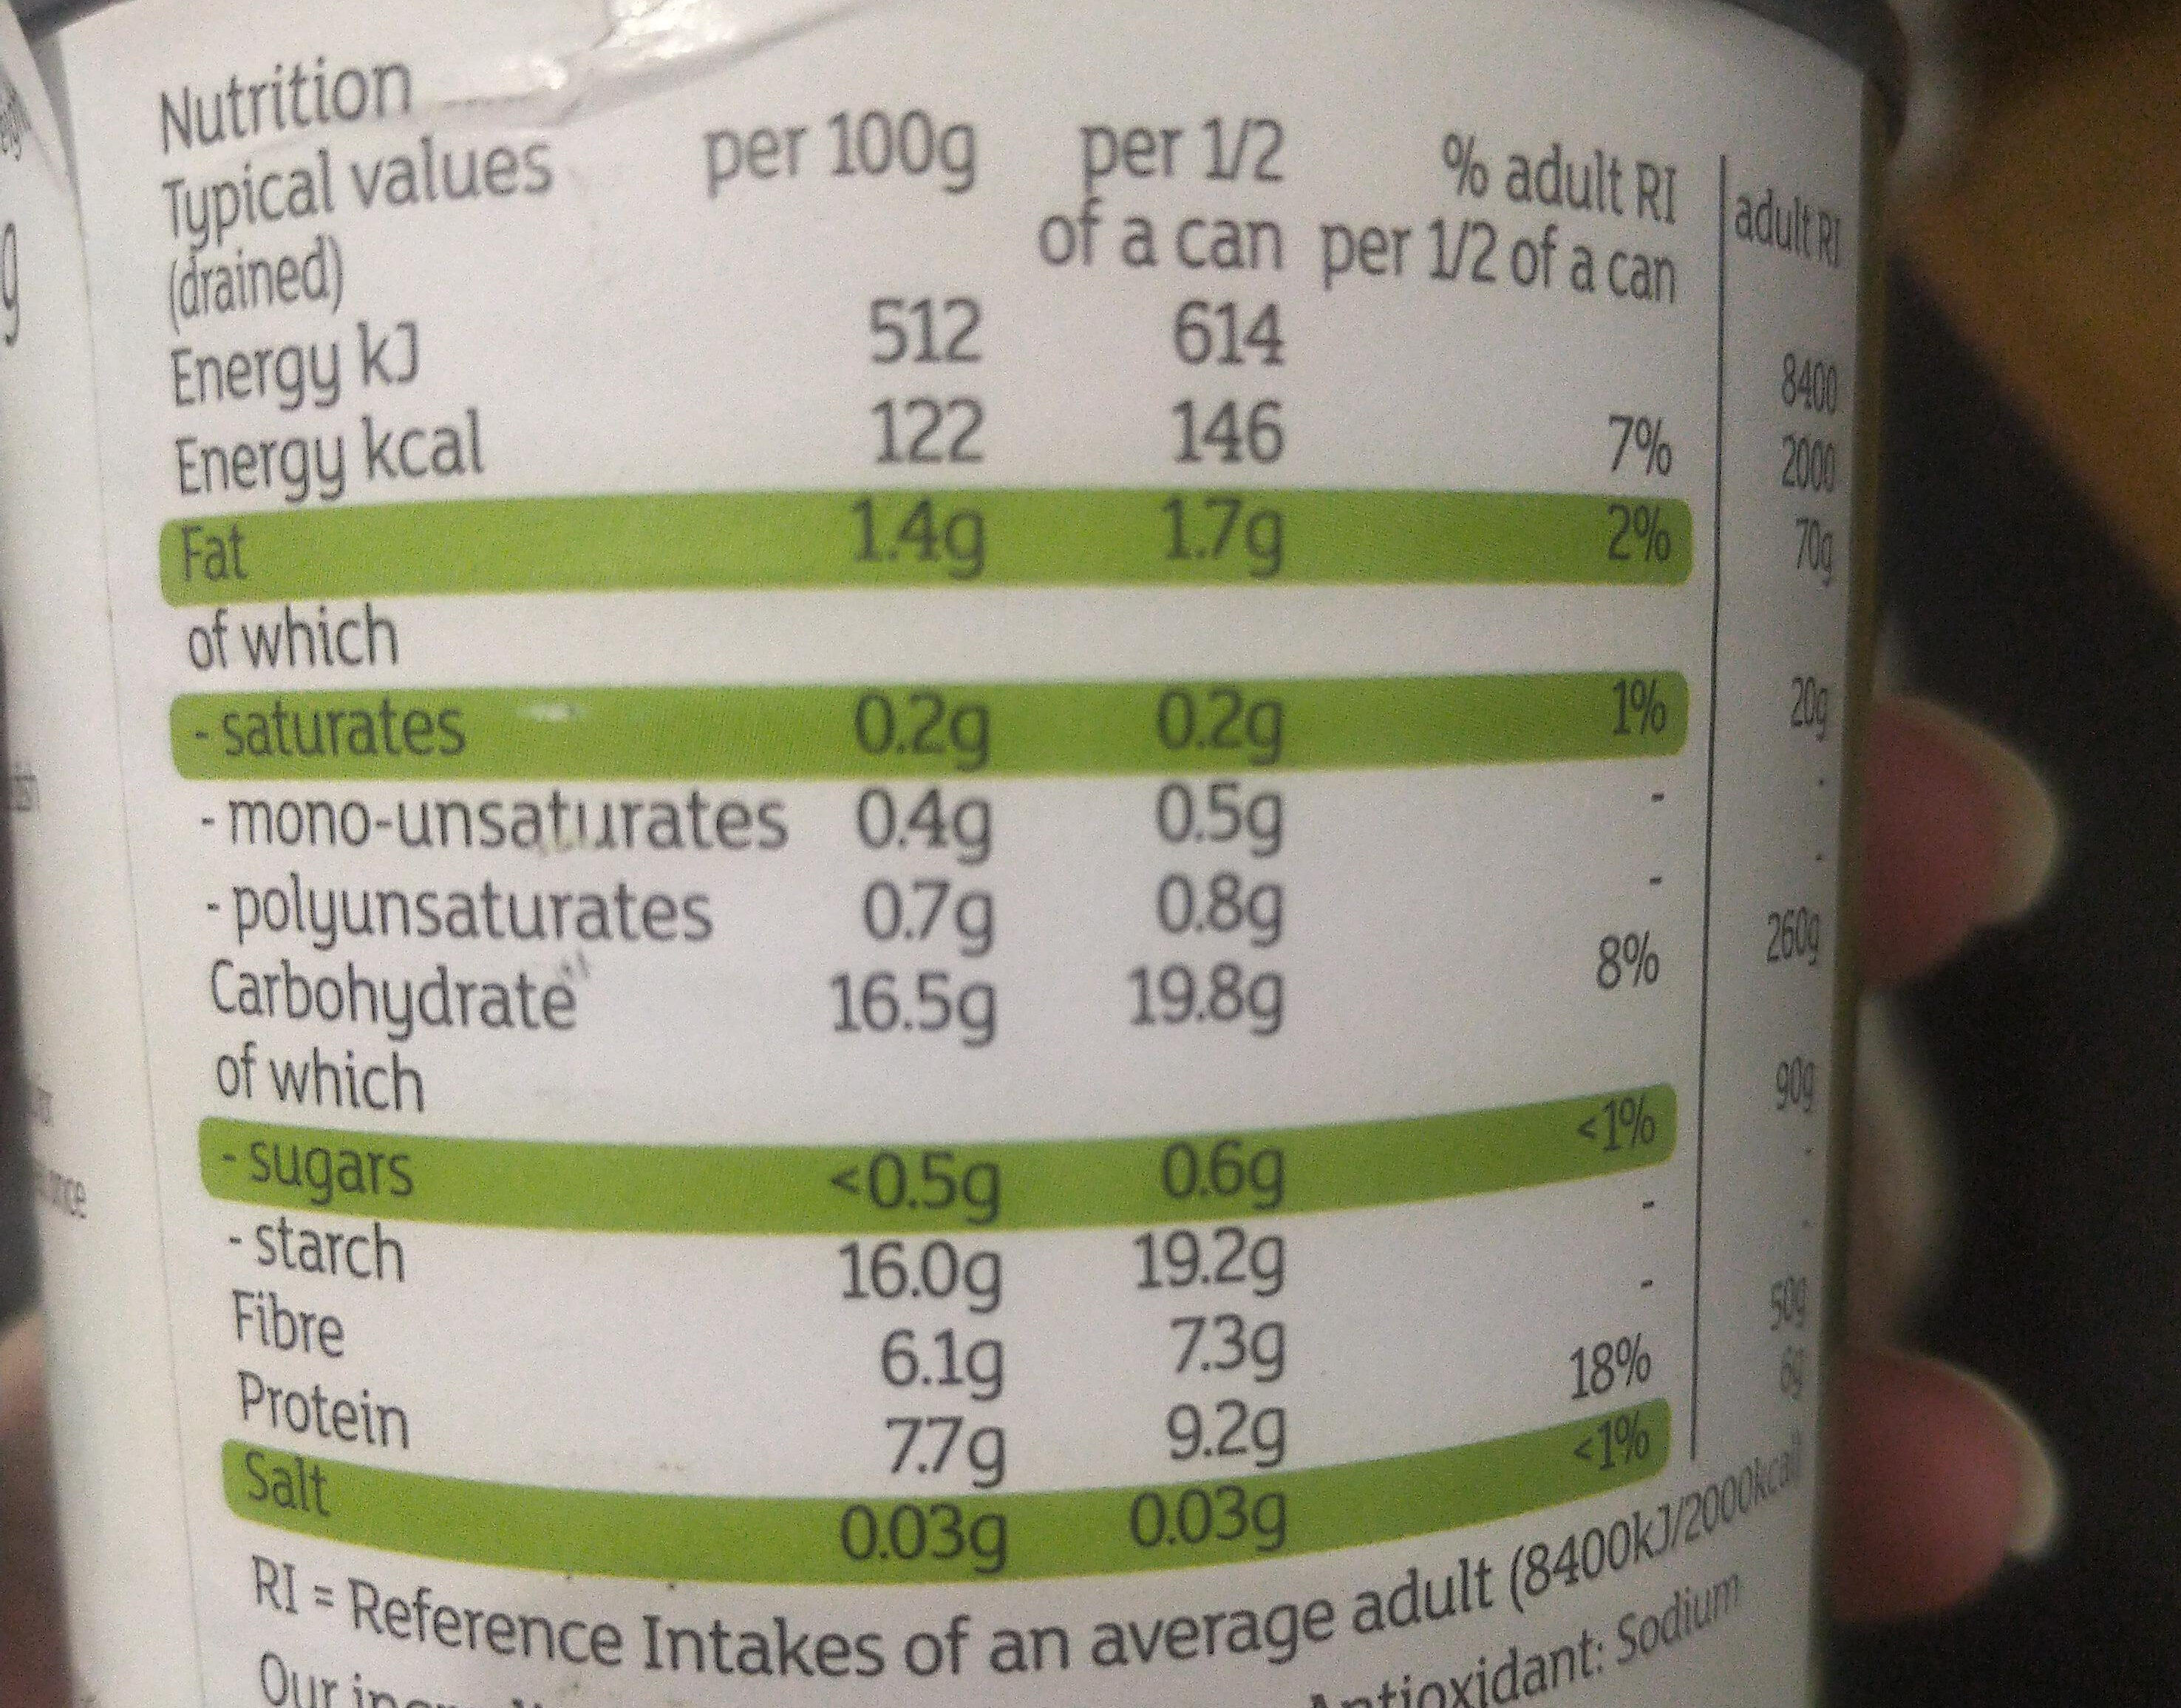 Nutrition
Typical values per 100g per 1/2 % adult RI adult RI
(drained) of a can per 1/2 of a can
Energy kJ 512 614 8400
Energy kcal 122 146 7% 2000
Fat 1.4g 1.7g 2% 70g
of which
- saturates 0.2g 0.2g 1% 20g
- mono-unsaturates 0.4g 0.5g - -
- polyunsaturates 0.7g 0.8g - -
Carbohydrate 16.5g 19.8g 8% 260g
of which
- sugars <0.5g 0.6g <1% 90g
- starch 16.0g 19.2g - -
Fibre 6.1g 7.3g - -
Protein 7.7g 9.2g 18% 50g
Salt 0.03g 0.03g <1% 6g
RI = Reference Intakes of an average adult (8400kJ/2000kcal)
Our
Antioxidant: Sodium